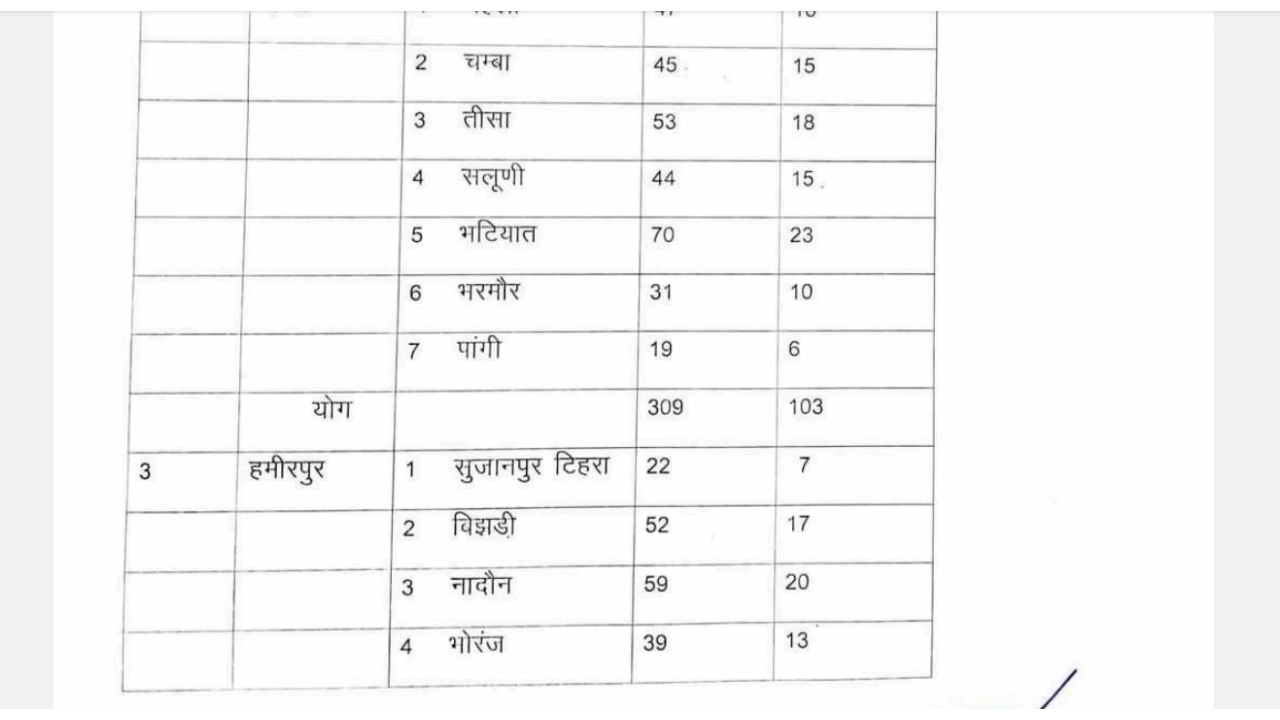 2 चम्बा 45 15
3 तीसा 53 18
4 सलूणी 44 15
5 भटियात 70 23
6 भरमौर 31 10
7 पांगी 19 6
योग 309 103
3 हमीरपुर 1 सुजानपुर टिहरा 22 7
2 विझडी़ 52 17
3 नादौन 59 20
4 भोरंज 39 13